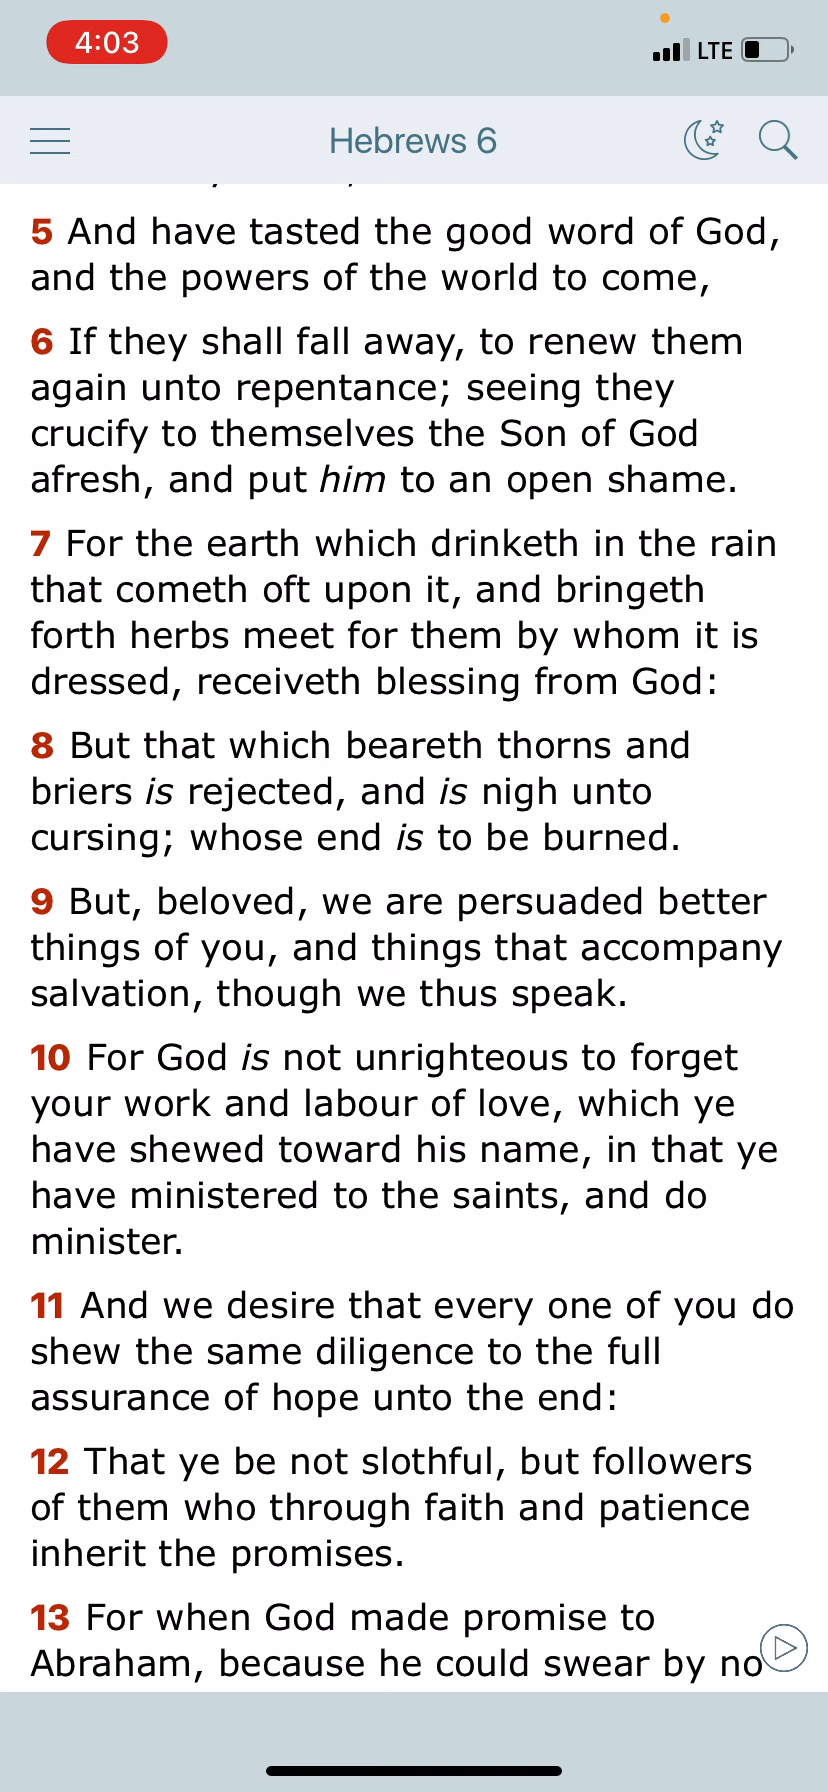 4:03
LTE
Hebrews 6
5 And have tasted the good word of God,
and the powers of the world to come,
6 If they shall fall away, to renew them
again unto repentance; seeing they
crucify to themselves the Son of God
afresh, and put him to an open shame.
7 For the earth which drinketh in the rain
that cometh oft upon it, and bringeth
forth herbs meet for them by whom it is
dressed, receiveth blessing from God:
8 But that which beareth thorns and
briers is rejected, and is nigh unto
cursing; whose end is to be burned.
9 But, beloved, we are persuaded better
things of you, and things that accompany
salvation, though we thus speak.
10 For God is not unrighteous to forget
your work and labour of love, which ye
have shewed toward his name, in that ye
have ministered to the saints, and do
minister.
11 And we desire that every one of you do
shew the same diligence to the full
assurance of hope unto the end:
12 That ye be not slothful, but followers
of them who through faith and patience
inherit the promises.
13 For when God made promise to
Abraham, because he could swear by no